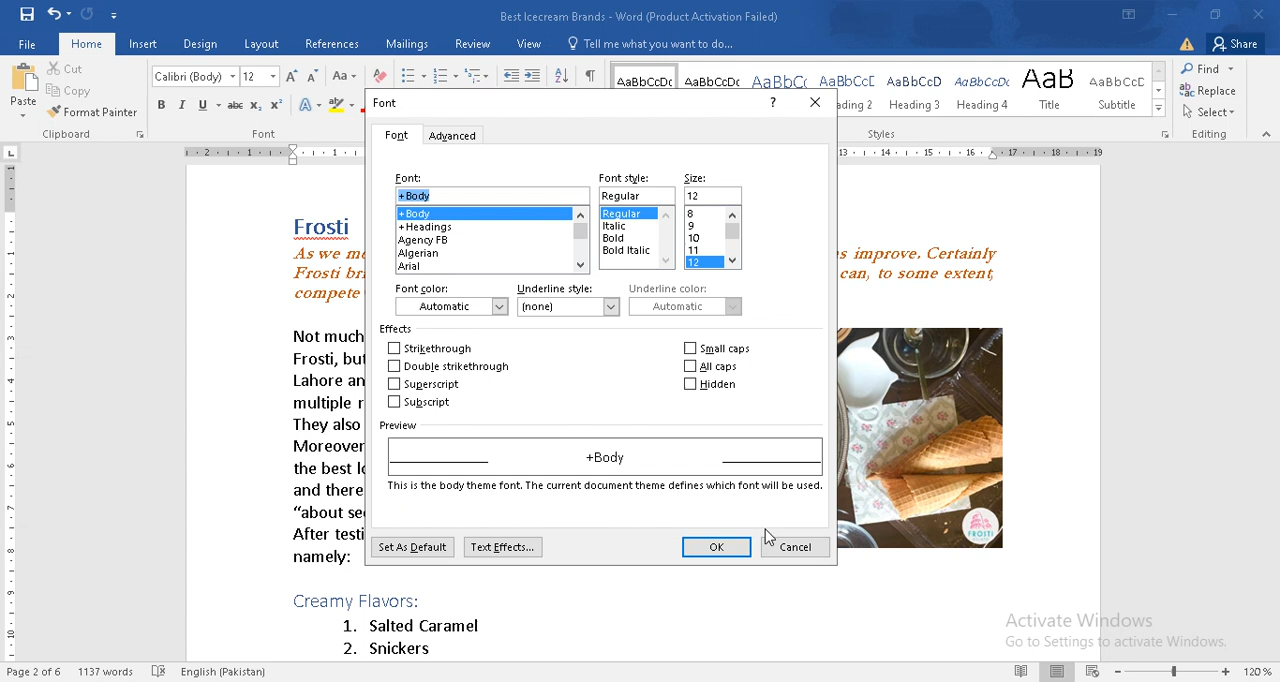 Best Icecream Brands - Word (Product Activation Failed)
File Home Insert Design Layout References Mailings Review View Tell me what you want to do... Share
Paste
Cut
Copy
Format Painter
Clipboard
Calibri (Body) 12
Font
AaBbCcDc AaBbCcDc AaBbCc AaBbCcE AaBbCcD AaBbCcDc AaB AaBbCcD
ading 2 Heading 3 Heading 4 Title Subtitle
Styles
Find
Replace
Select
Editing
Font
Font Advanced
Font: Font style: Size:
+Body Regular 12
+Body
+Headings
Agency FB
Algerian
Arial
Regular
Italic
Bold
Bold Italic
8
9
10
11
12
Font color: Underline style: Underline color:
Automatic (none) Automatic
Effects
Strikethrough
Double strikethrough
Superscript
Subscript
Small caps
All caps
Hidden
Preview
+Body
This is the body theme font. The current document theme defines which font will be used.
Set As Default Text Effects... OK Cancel
Frosti
As we m
s improve. Certainly
Frosti br
can, to some extent,
compete
Not much
Frosti, but
Lahore an
multiple r
They also
Moreover
the best lo
and there
"about se
After testi
namely:
FROSTI
Creamy Flavors:
1. Salted Caramel
2. Snickers
Activate Windows
Go to Settings to activate Windows.
Page 2 of 6 1137 words English (Pakistan) 120%